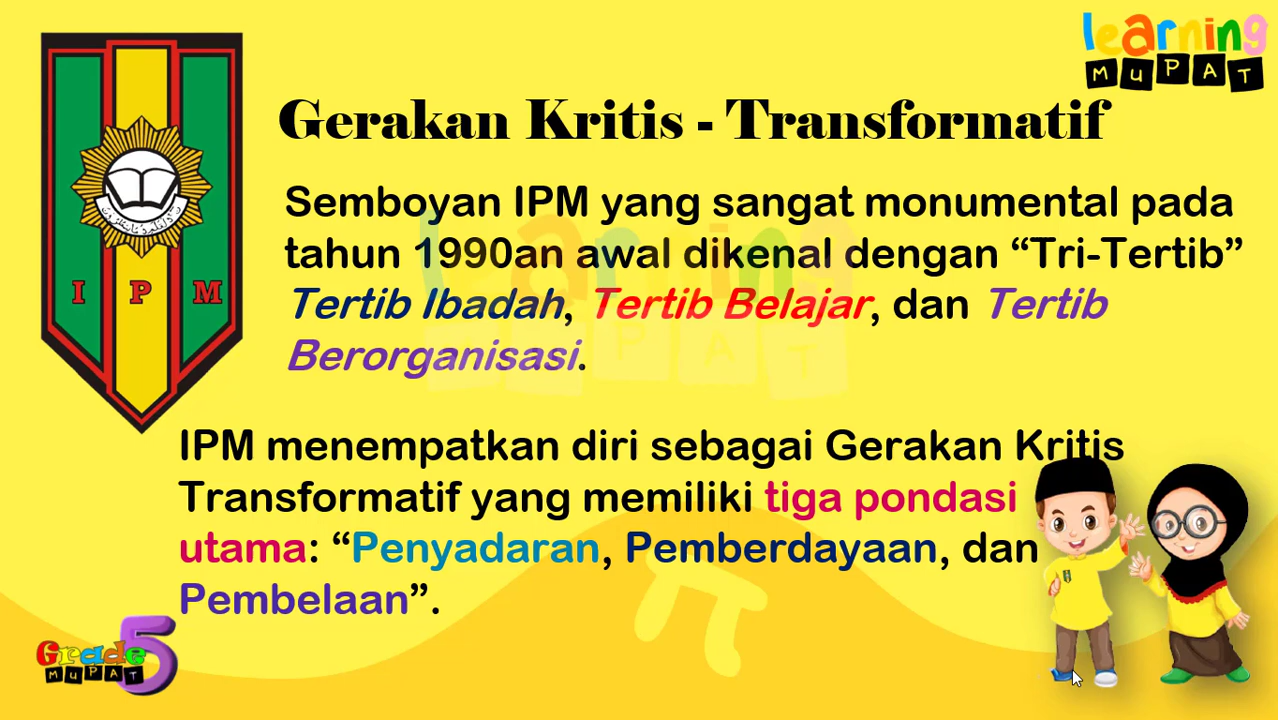 learning
MUPAT
Gerakan Kritis - Transformatif
Semboyan IPM yang sangat monumental pada
tahun 1990an awal dikenal dengan “Tri-Tertib”
Tertib Ibadah, Tertib Belajar, dan Tertib
Berorganisasi.
I P M
IPM menempatkan diri sebagai Gerakan Kritis
Transformatif yang memiliki tiga pondasi
utama: “Penyadaran, Pemberdayaan, dan
Pembelaan”.
Grade 5
MUPAT
learning
MUPAT